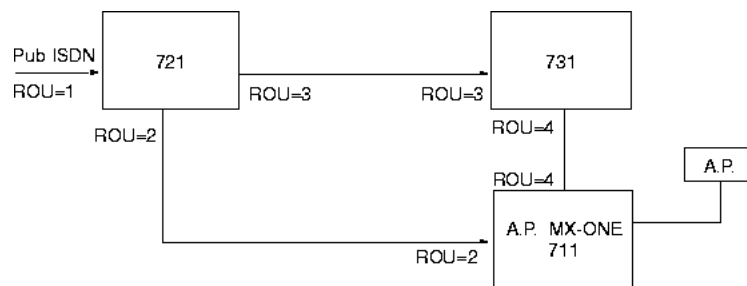 Pub ISDN
ROU=1
721
731
ROU=3
ROU=3
ROU=2
ROU=4
ROU=4
A.P.
A.P. MX-ONE
711
ROU=2